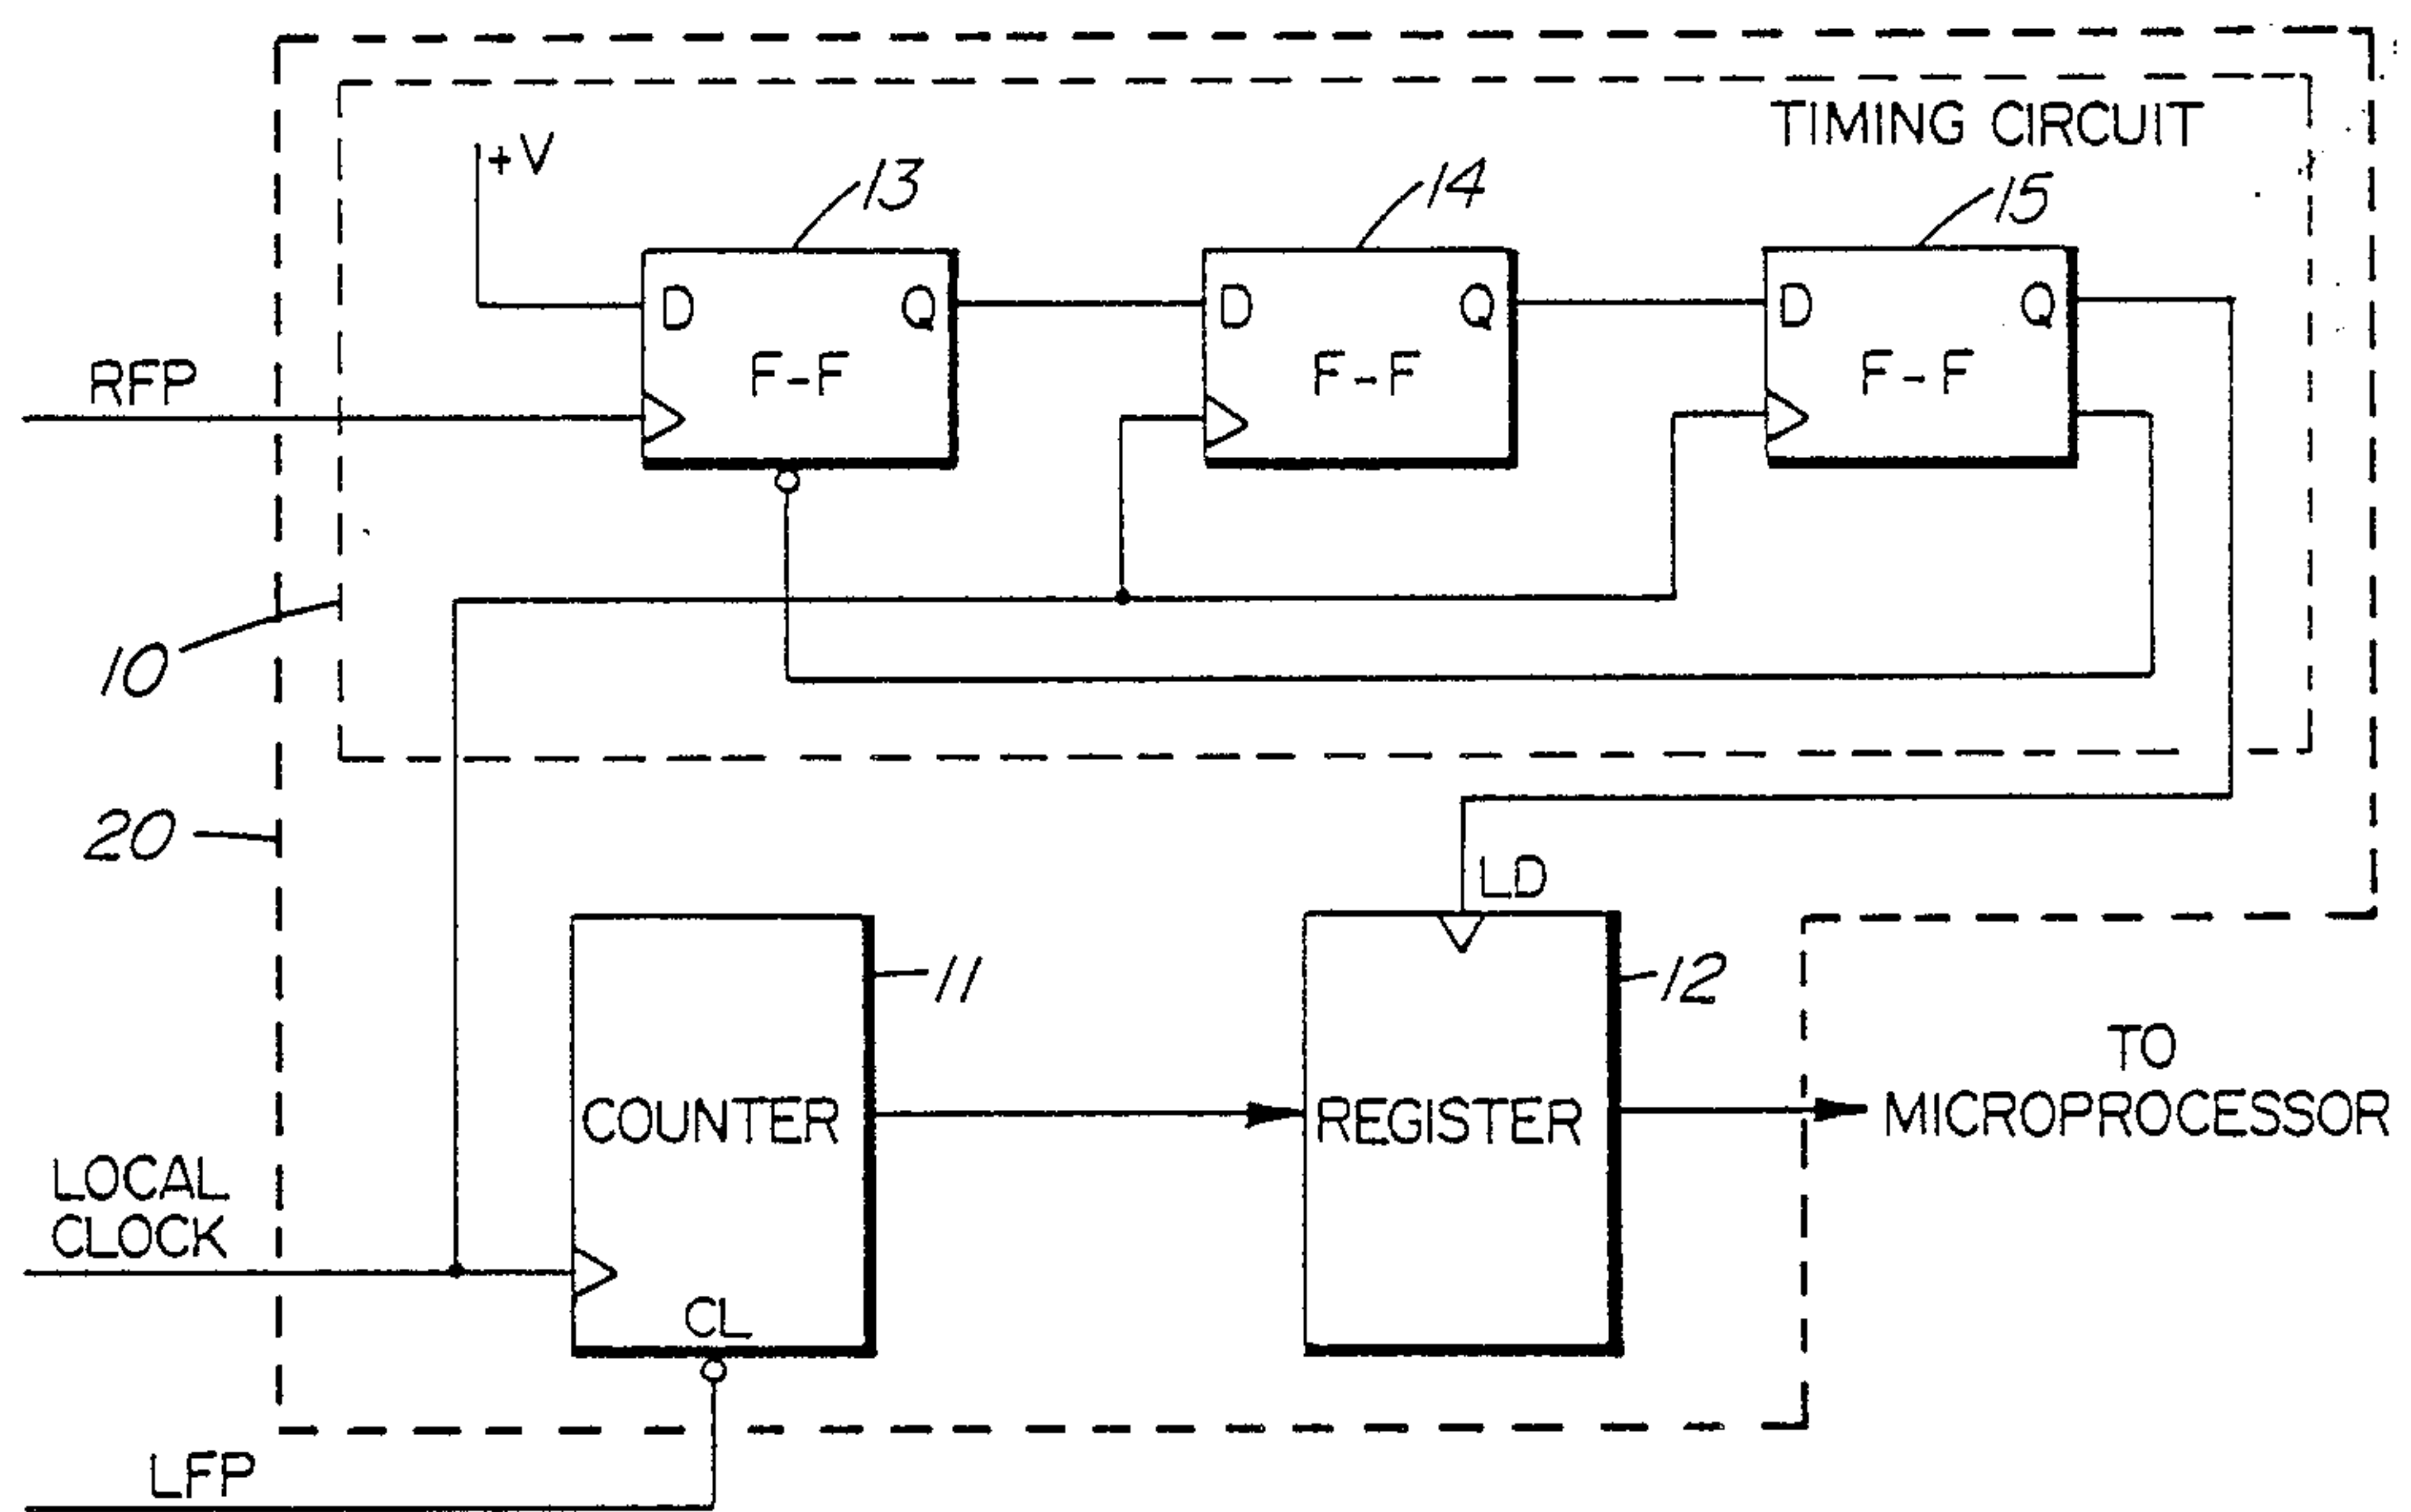 TIMING CIRCUIT
+V
13
14
15
D Q
F-F
D Q
F-F
D Q
F-F
RFP
10
20
LD
11
12
COUNTER
REGISTER
TO
MICROPROCESSOR
LOCAL
CLOCK
CL
LFP